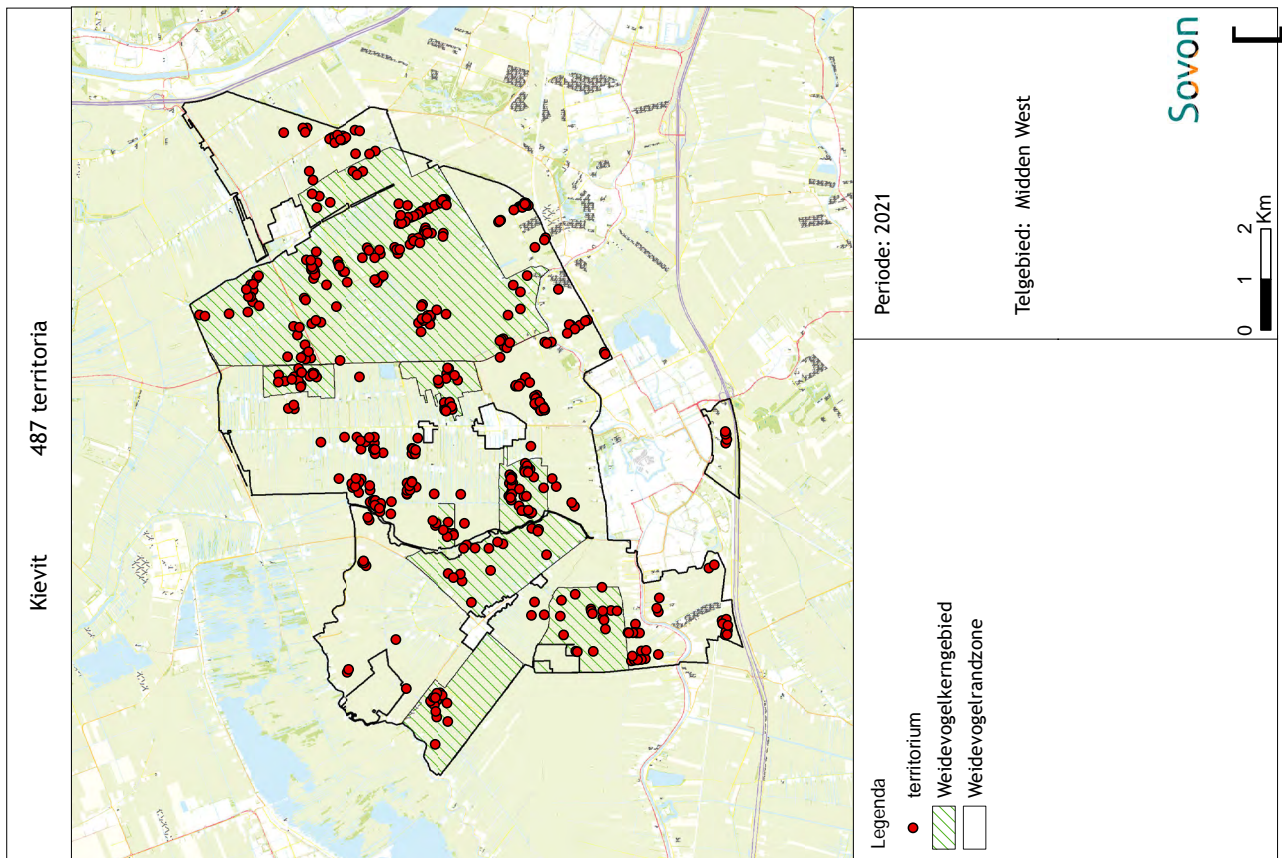 Kievit
487 territoria
Legenda
territorium
Weidevogelkerngebied
Weidevogelrandzone
Periode: 2021
Telgebied: Midden West
0 1 2
Km
Sovon